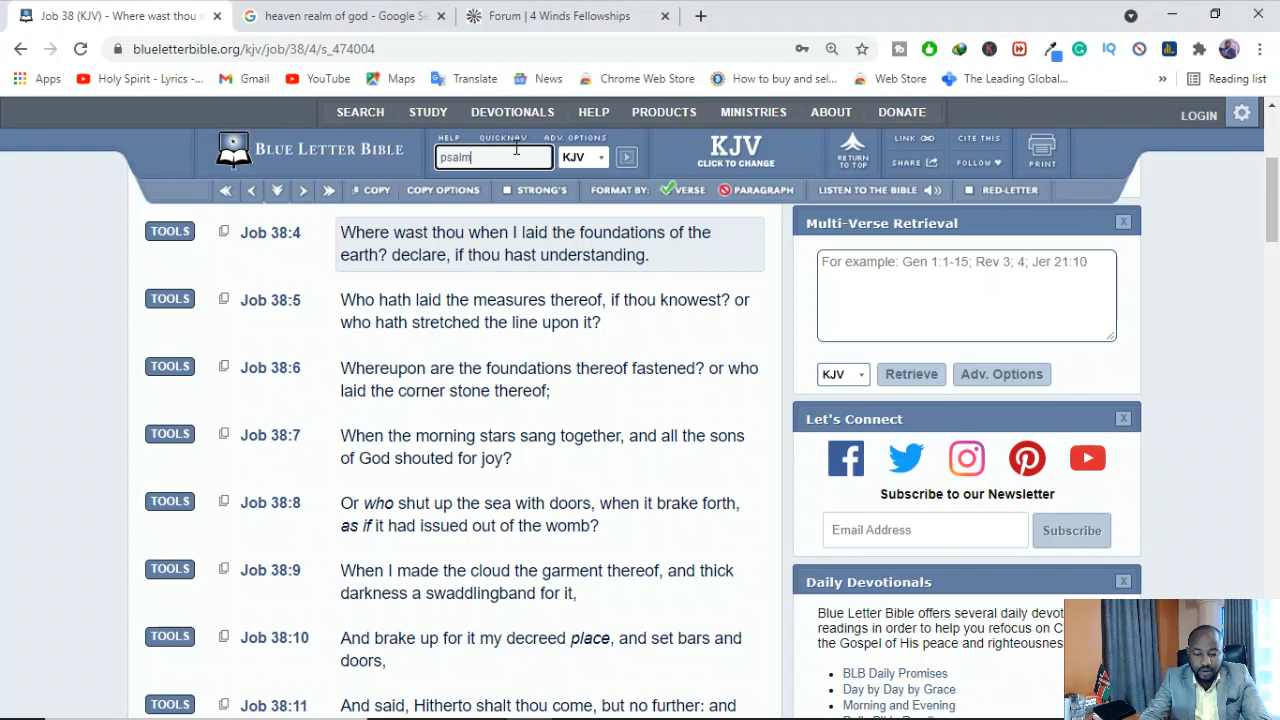 Job 38 (KJV) - Where wast thou w
heaven realm of god - Google Se
Forum | 4 Winds Fellowships
blueletterbible.org/kjv/job/38/4/s_474004
Apps
Holy Spirit - Lyrics -...
Gmail
YouTube
Maps
Translate
News
Chrome Web Store
How to buy and sel...
Web Store
The Leading Global...
Reading list
SEARCH STUDY DEVOTIONALS HELP PRODUCTS MINISTRIES ABOUT DONATE
LOGIN
BLUE LETTER BIBLE
HELP QUICKNAV ADV. OPTIONS
psalm
KJV
KJV
CLICK TO CHANGE
RETURN
TO TOP
LINK
SHARE
CITE THIS
FOLLOW
PRINT
COPY COPY OPTIONS STRONG'S FORMAT BY: VERSE PARAGRAPH LISTEN TO THE BIBLE RED-LETTER
TOOLS Job 38:4 Where wast thou when I laid the foundations of the
earth? declare, if thou hast understanding.
TOOLS Job 38:5 Who hath laid the measures thereof, if thou knowest? or
who hath stretched the line upon it?
TOOLS Job 38:6 Whereupon are the foundations thereof fastened? or who
laid the corner stone thereof;
TOOLS Job 38:7 When the morning stars sang together, and all the sons
of God shouted for joy?
TOOLS Job 38:8 Or who shut up the sea with doors, when it brake forth,
as if it had issued out of the womb?
TOOLS Job 38:9 When I made the cloud the garment thereof, and thick
darkness a swaddlingband for it,
TOOLS Job 38:10 And brake up for it my decreed place, and set bars and
doors,
TOOLS Job 38:11 And said, Hitherto shalt thou come, but no further: and
Multi-Verse Retrieval
For example: Gen 1:1-15; Rev 3; 4; Jer 21:10
KJV
Retrieve
Adv. Options
Let's Connect
Subscribe to our Newsletter
Email Address
Subscribe
Daily Devotionals
Blue Letter Bible offers several daily devot
readings in order to help you refocus on C
the Gospel of His peace and righteousnes
BLB Daily Promises
Day by Day by Grace
Morning and Evening